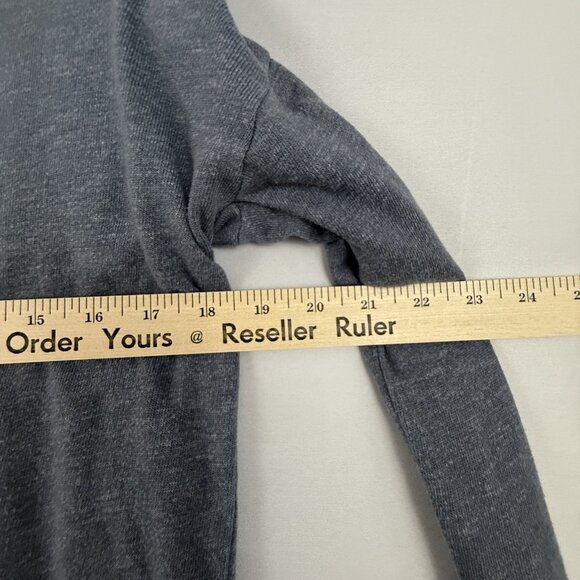 15 16 17 18 19 20 21 22 23 24
Order Yours @ Reseller Ruler